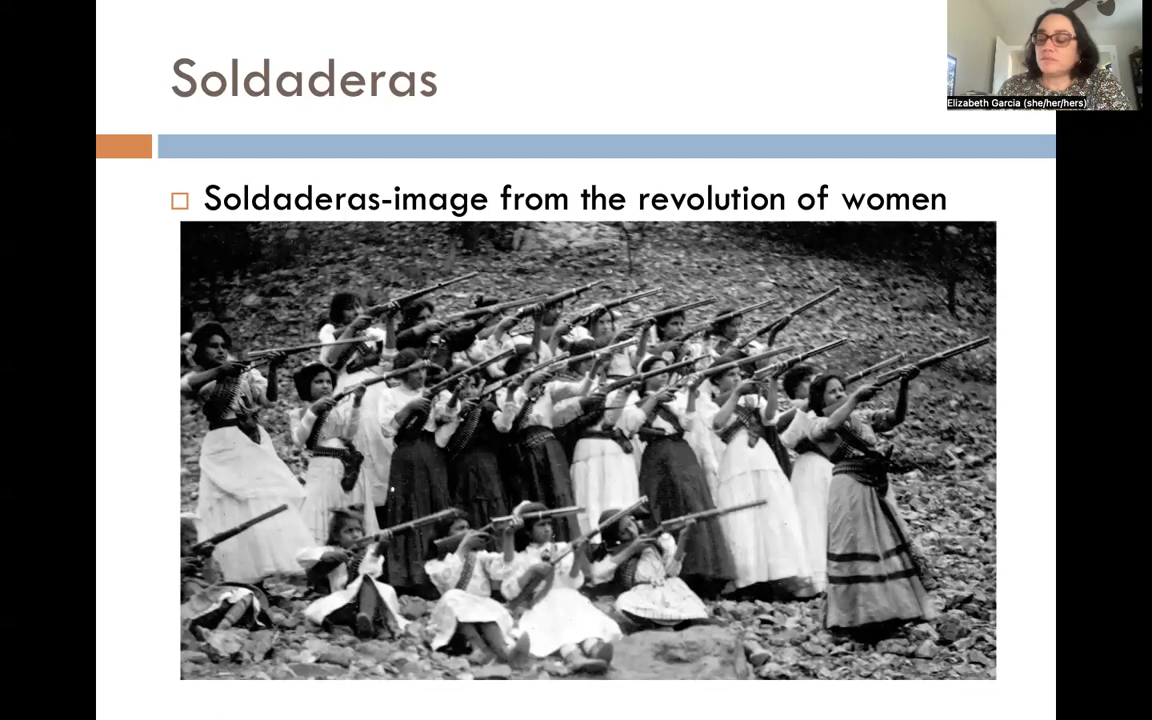 Soldaderas
Elizabeth Garcia (she/her/hers)
Soldaderas-image from the revolution of women